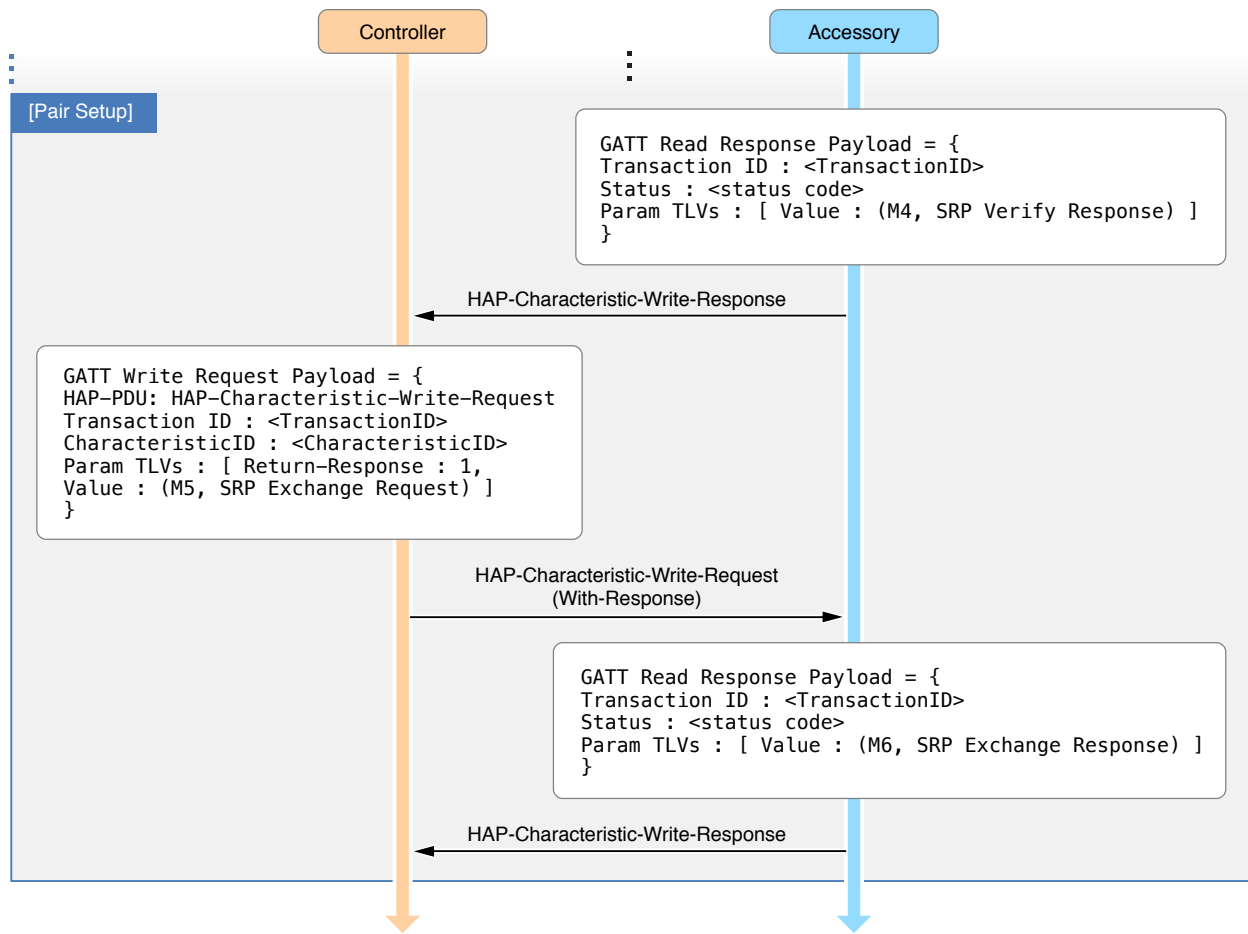 Controller
Accessory
[Pair Setup]
GATT Read Response Payload = {
Transaction ID : <TransactionID>
Status : <status code>
Param TLVs : [ Value : (M4, SRP Verify Response) ]
}
HAP-Characteristic-Write-Response
GATT Write Request Payload = {
HAP-PDU: HAP-Characteristic-Write-Request
Transaction ID : <TransactionID>
CharacteristicID : <CharacteristicID>
Param TLVs : [ Return-Response : 1,
Value : (M5, SRP Exchange Request) ]
}
HAP-Characteristic-Write-Request
(With-Response)
GATT Read Response Payload = {
Transaction ID : <TransactionID>
Status : <status code>
Param TLVs : [ Value : (M6, SRP Exchange Response) ]
}
HAP-Characteristic-Write-Response